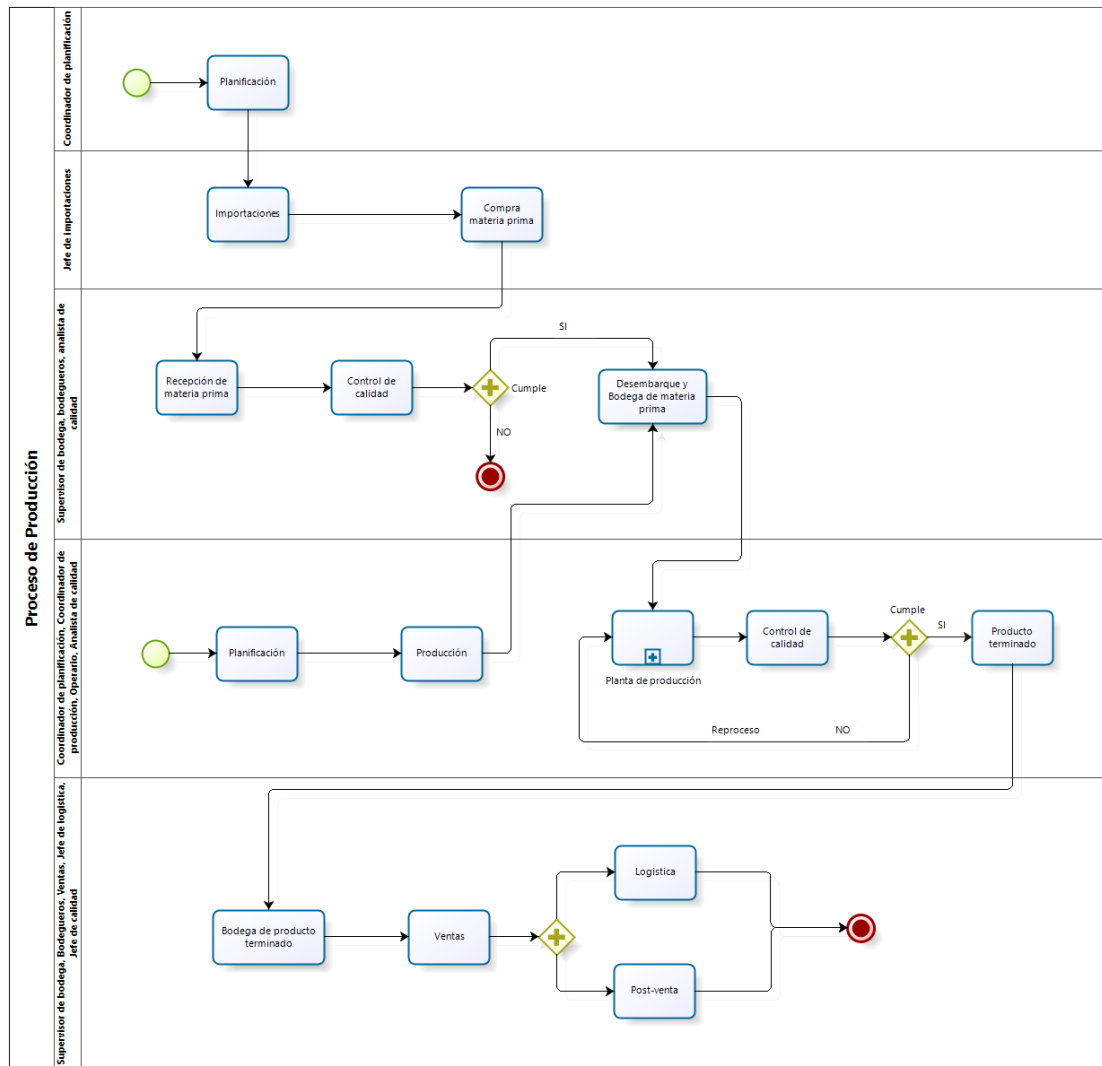 Proceso de Producción
Coordinador de planificación
Planificación
Jefe de importaciones
Importaciones
Compra
materia prima
Supervisor de bodega, bodegueros, analista de
calidad
SI
Recepción de
materia prima
Control de
calidad
Cumple
Desembarque y
Bodega de materia
prima
NO
Coordinador de planificación, Coordinador de
producción, Operario, Analista de calidad
Planificación
Producción
Planta de producción
Control de
calidad
Cumple
SI
Producto
terminado
Reproceso
NO
Supervisor de bodega, Bodegueros, Ventas, Jefe de logística,
Jefe de calidad
Bodega de producto
terminado
Ventas
Logistica
Post-venta